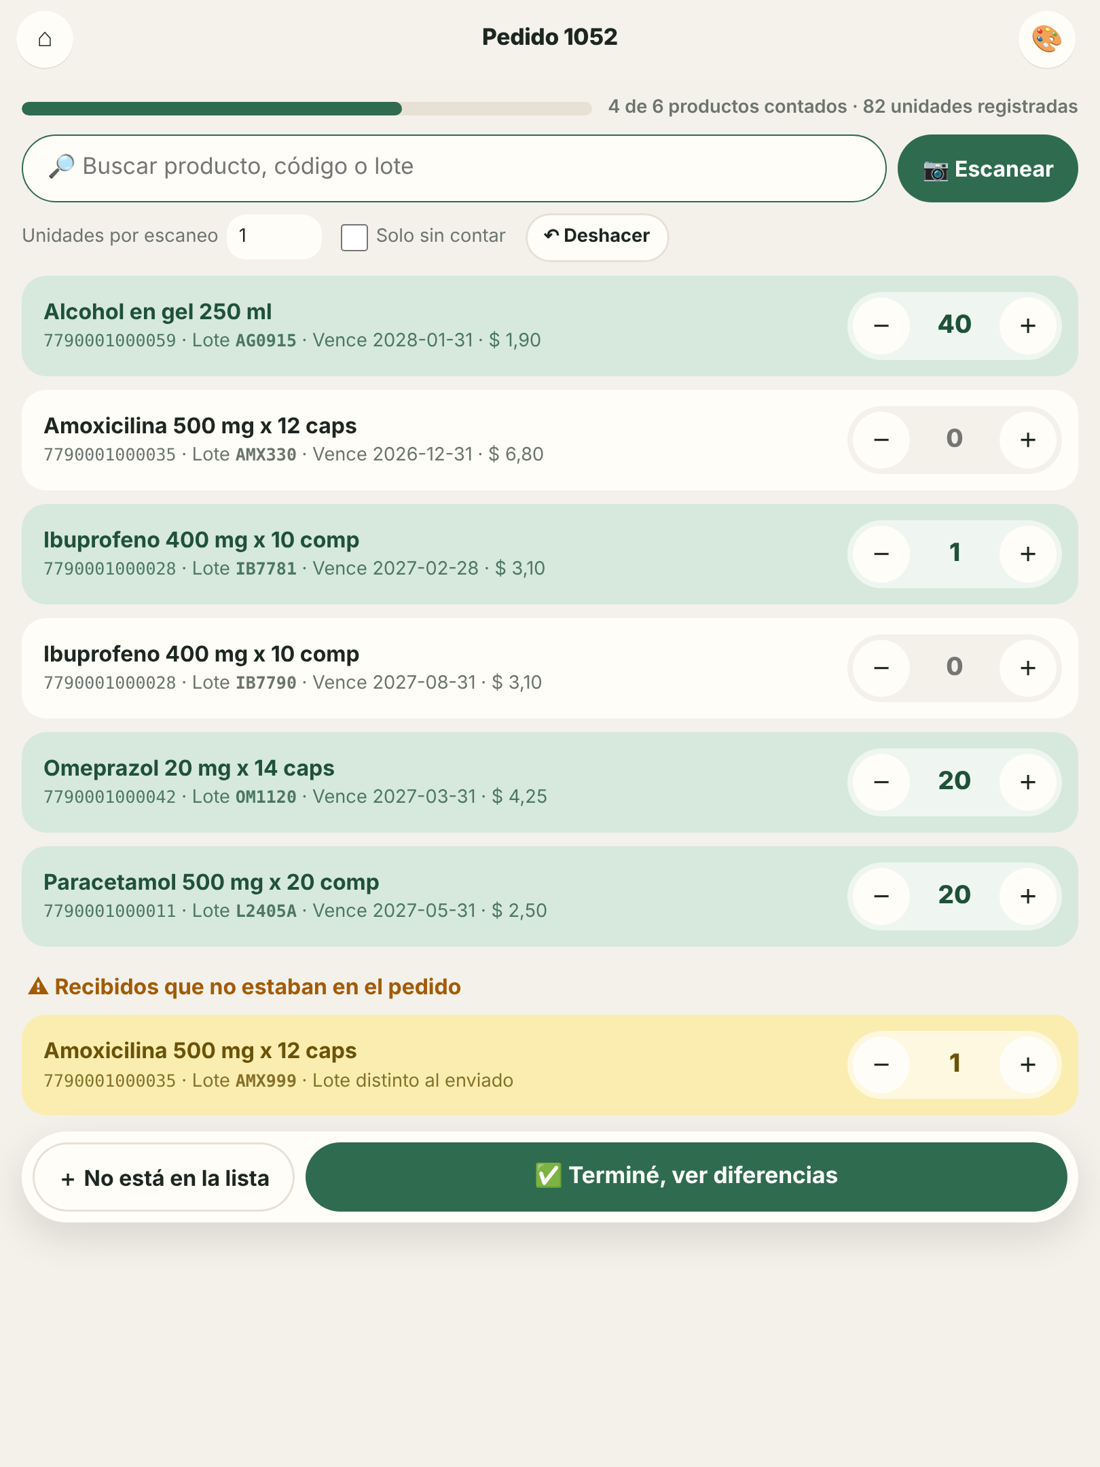 Pedido 1052
4 de 6 productos contados · 82 unidades registradas
🔎 Buscar producto, código o lote
📷 Escanear
Unidades por escaneo 1
Solo sin contar
↶ Deshacer
Alcohol en gel 250 ml
7790001000059 · Lote AG0915 · Vence 2028-01-31 · $ 1,90
− 40 +
Amoxicilina 500 mg x 12 caps
7790001000035 · Lote AMX330 · Vence 2026-12-31 · $ 6,80
− 0 +
Ibuprofeno 400 mg x 10 comp
7790001000028 · Lote IB7781 · Vence 2027-02-28 · $ 3,10
− 1 +
Ibuprofeno 400 mg x 10 comp
7790001000028 · Lote IB7790 · Vence 2027-08-31 · $ 3,10
− 0 +
Omeprazol 20 mg x 14 caps
7790001000042 · Lote OM1120 · Vence 2027-03-31 · $ 4,25
− 20 +
Paracetamol 500 mg x 20 comp
7790001000011 · Lote L2405A · Vence 2027-05-31 · $ 2,50
− 20 +
⚠ Recibidos que no estaban en el pedido
Amoxicilina 500 mg x 12 caps
7790001000035 · Lote AMX999 · Lote distinto al enviado
− 1 +
+ No está en la lista
✅ Terminé, ver diferencias